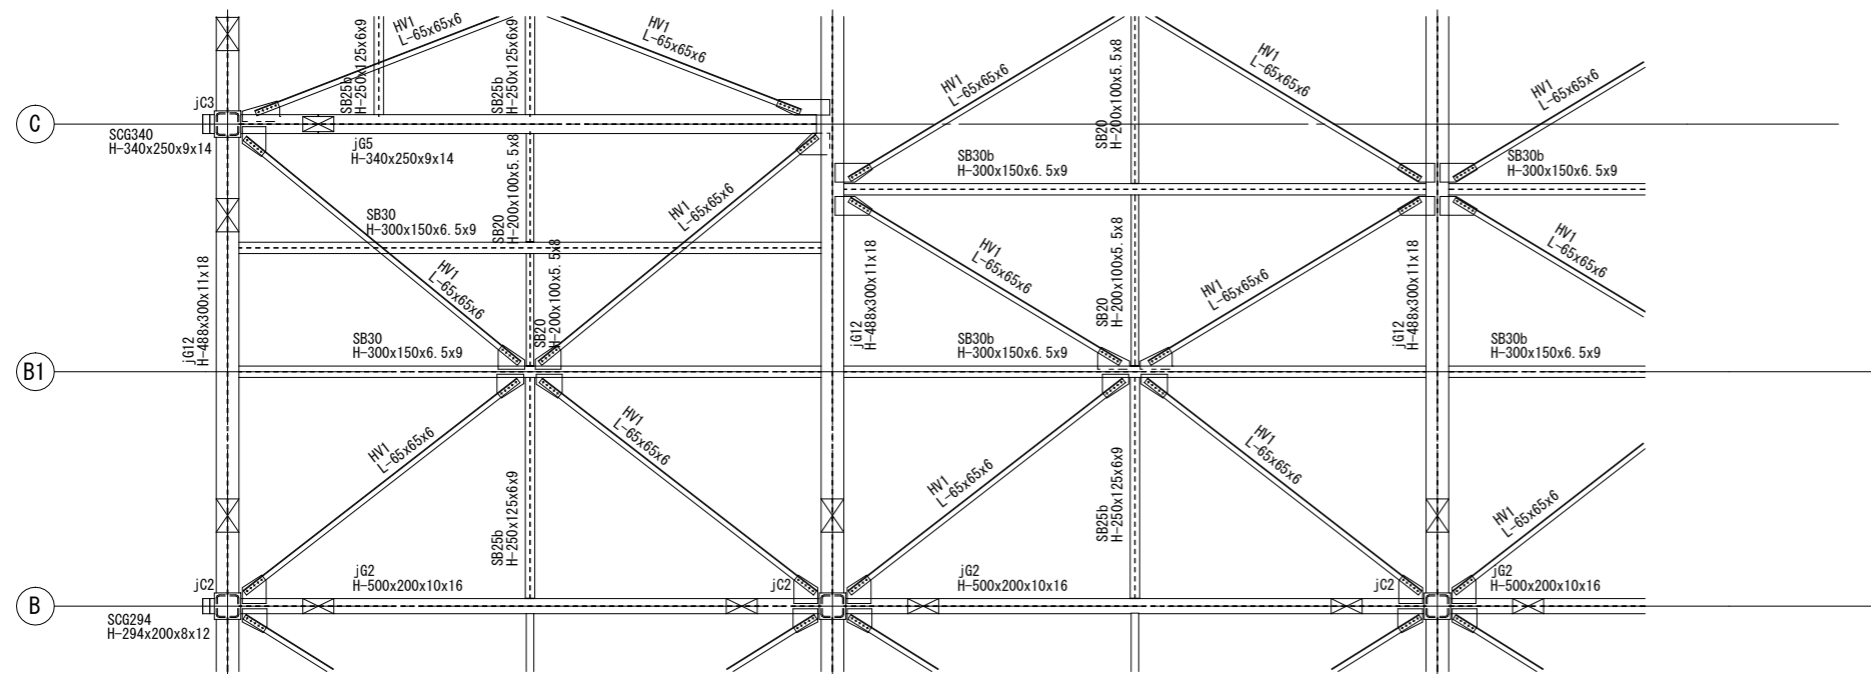 HV1
L-65x65x6
SB25b
H-250x125x6x9
SB25b
H-250x125x6x9
HV1
L-65x65x6
HV1
L-65x65x6
SB20
H-200x100x5.5x8
HV1
L-65x65x6
HV1
L-65x65x6
jC3
C
SCG340
H-340x250x9x14
jG5
H-340x250x9x14
SB30b
H-300x150x6.5x9
SB30b
H-300x150x6.5x9
SB30
H-300x150x6.5x9
SB20
H-200x100x5.5x8
HV1
L-65x65x6
HV1
L-65x65x6
SB20
H-200x100x5.5x8
jG12
H-488x300x11x18
HV1
L-65x65x6
SB20
H-200x100x5.5x8
HV1
L-65x65x6
HV1
L-65x65x6
jG12
H-488x300x11x18
jG12
H-488x300x11x18
SB30
H-300x150x6.5x9
SB30b
H-300x150x6.5x9
SB30b
H-300x150x6.5x9
B1
HV1
L-65x65x6
HV1
L-65x65x6
SB25b
H-250x125x6x9
HV1
L-65x65x6
SB25b
H-250x125x6x9
HV1
L-65x65x6
HV1
L-65x65x6
jC2
jG2
H-500x200x10x16
jC2
jG2
H-500x200x10x16
jC2
jG2
H-500x200x10x16
B
SCG294
H-294x200x8x12